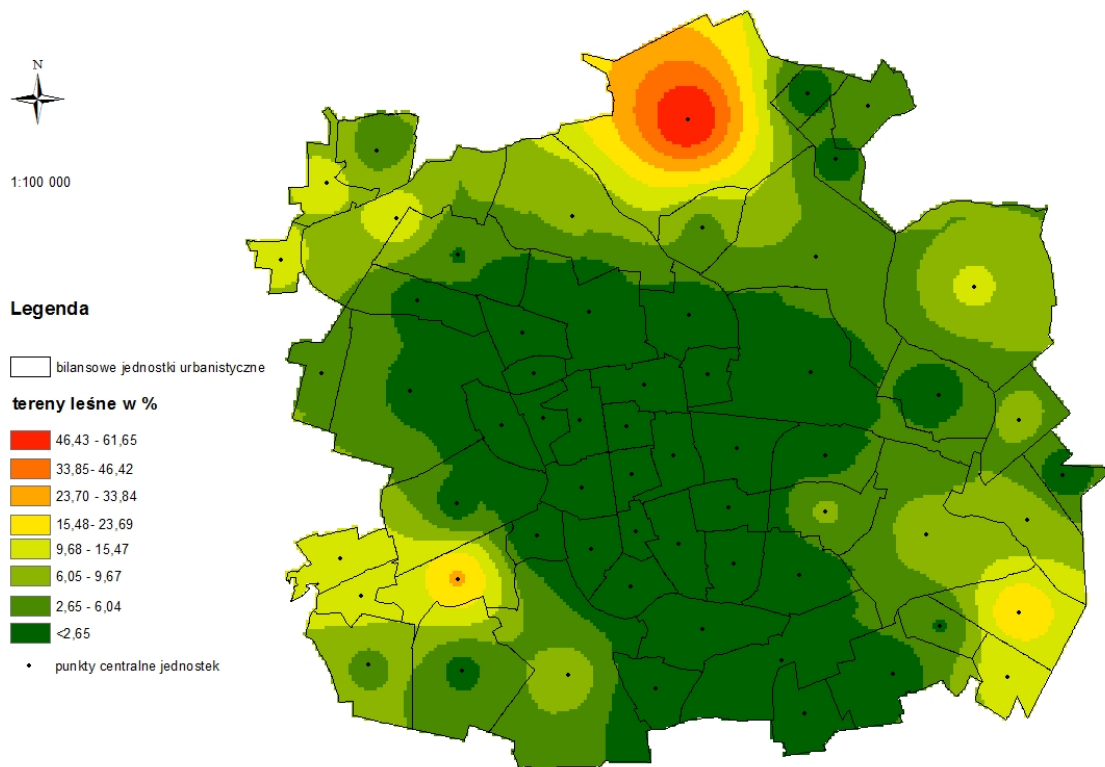 N
1:100 000
Legenda
bilansowe jednostki urbanistyczne
tereny leśne w %
46,43 - 61,65
33,85- 46,42
23,70 - 33,84
15,48- 23,69
9,68 - 15,47
6,05 - 9,67
2,65 - 6,04
<2,65
punkty centralne jednostek